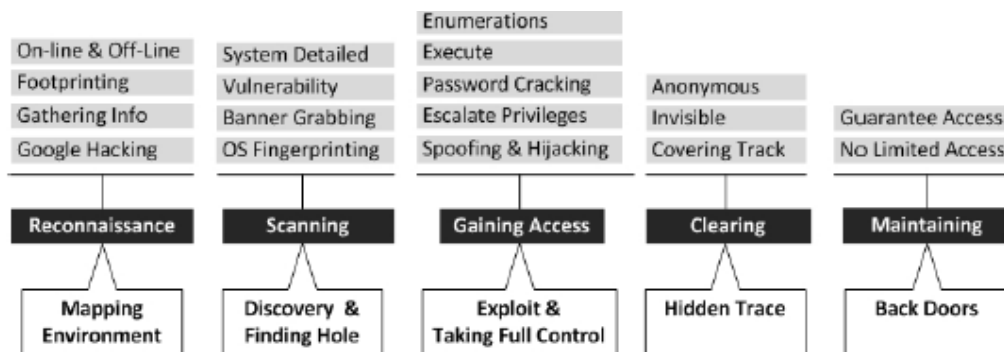 On-line & Off-Line
Footprinting
Gathering Info
Google Hacking
Reconnaissance
Mapping
Environment
System Detailed
Vulnerability
Banner Grabbing
OS Fingerprinting
Scanning
Discovery &
Finding Hole
Enumerations
Execute
Password Cracking
Escalate Privileges
Spoofing & Hijacking
Gaining Access
Exploit &
Taking Full Control
Anonymous
Invisible
Covering Track
Clearing
Hidden Trace
Guarantee Access
No Limited Access
Maintaining
Back Doors